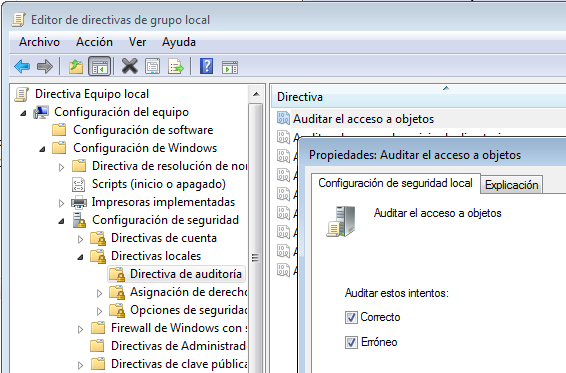 Editor de directivas de grupo local
Archivo Acción Ver Ayuda
Directiva Equipo local
Configuración del equipo
Configuración de software
Configuración de Windows
Directiva de resolución de nor
Scripts (inicio o apagado)
Impresoras implementadas
Configuración de seguridad
Directivas de cuenta
Directivas locales
Directiva de auditoría
Asignación de derecho
Opciones de seguridad
Firewall de Windows con s
Directivas de Administrad
Directivas de clave pública
Directiva
Auditar el acceso a objetos
Propiedades: Auditar el acceso a objetos
Configuración de seguridad local Explicación
Auditar el acceso a objetos
Auditar estos intentos:
Correcto
Erróneo